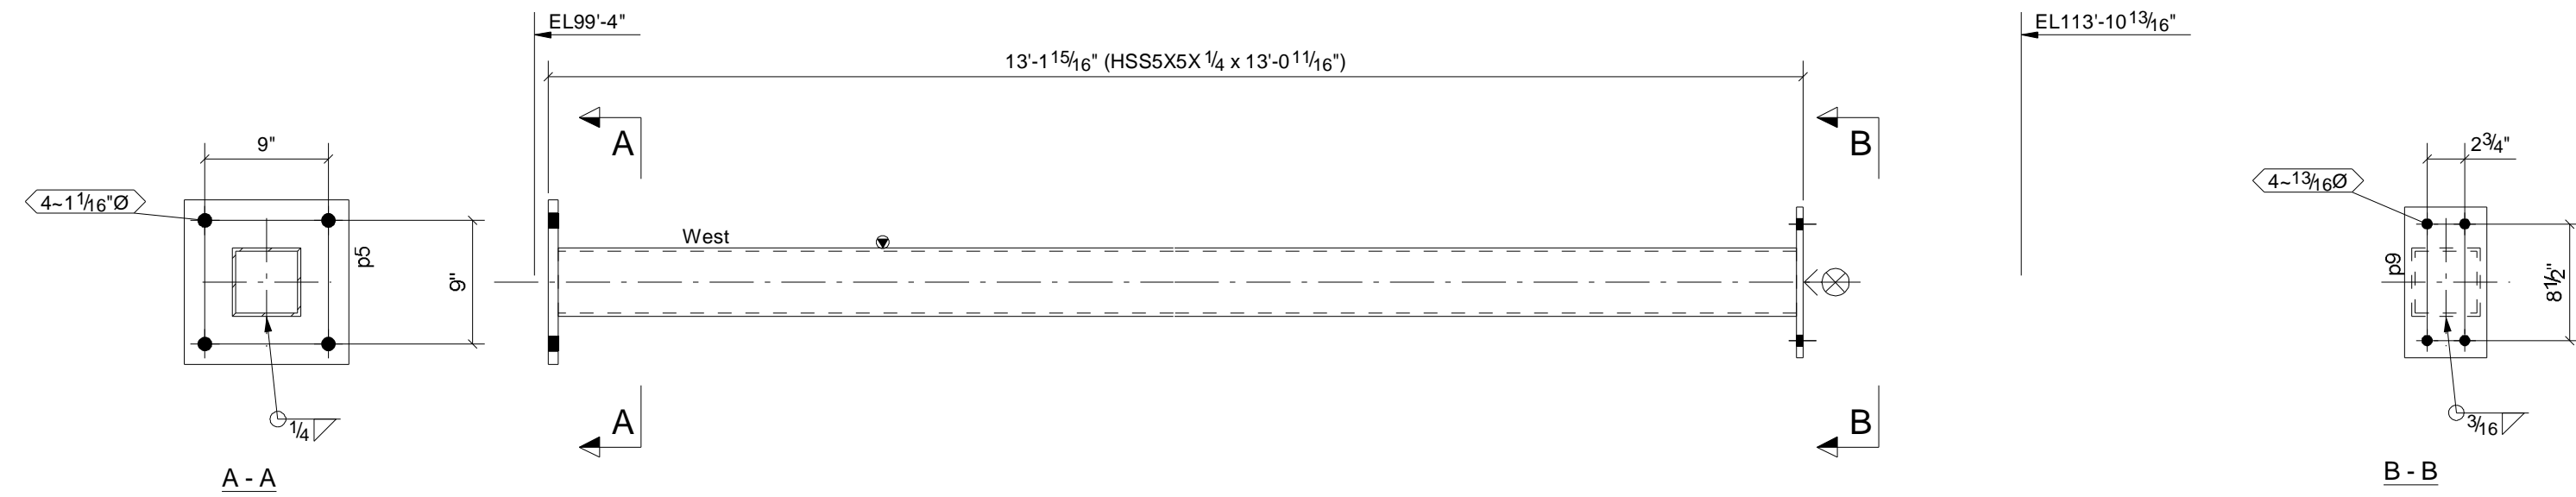 EL99'-4"
EL113'-10 13/16"
13'-1 15/16" (HSS5X5X 1/4 x 13'-0 11/16")
A
B
9"
2 3/4"
4~1 1/16"Ø
4~13/16Ø
West
p5
9"
p9
8 1/2"
A
B
1/4
3/16
A - A
B - B